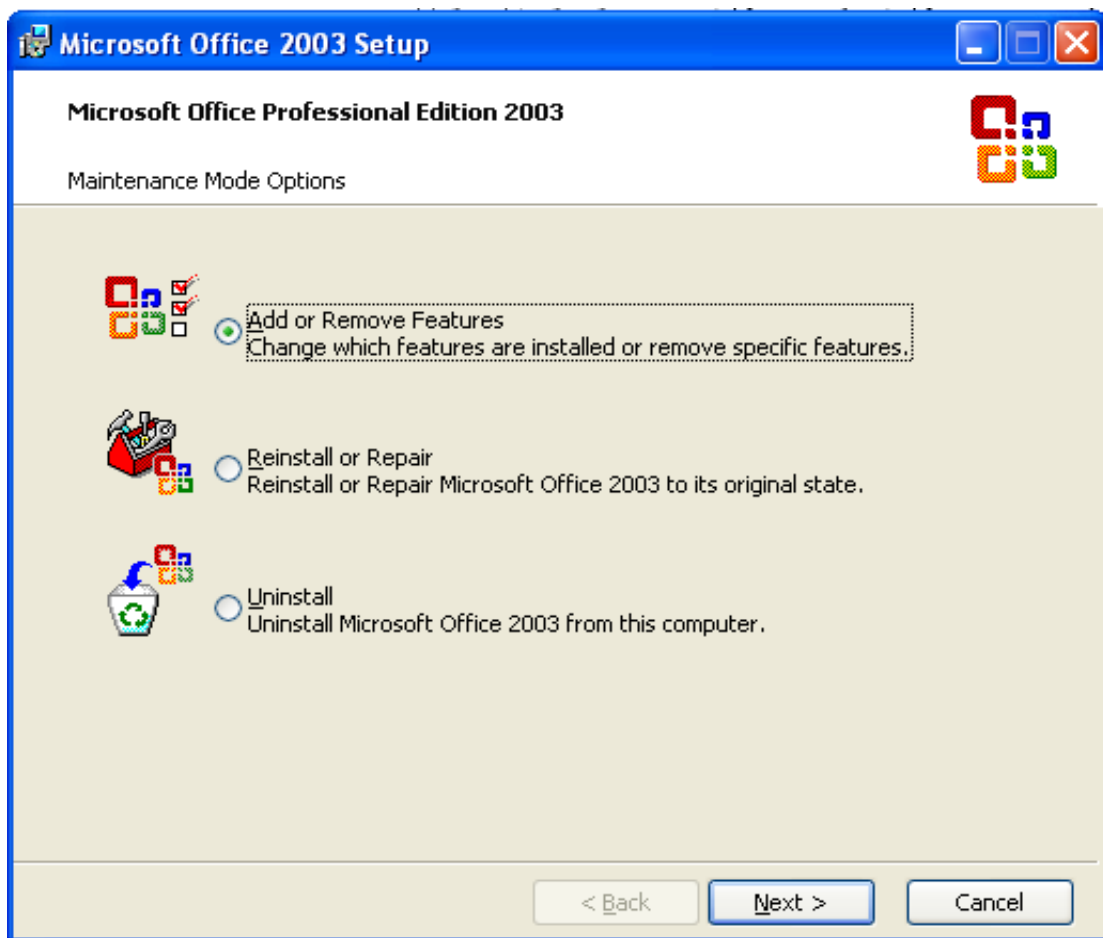 Microsoft Office 2003 Setup
Microsoft Office Professional Edition 2003
Maintenance Mode Options
Add or Remove Features
Change which features are installed or remove specific features.
Reinstall or Repair
Reinstall or Repair Microsoft Office 2003 to its original state.
Uninstall
Uninstall Microsoft Office 2003 from this computer.
< Back
Next >
Cancel